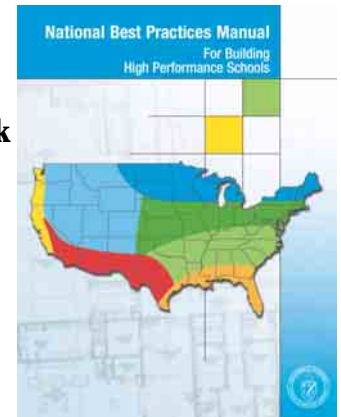 National Best Practices Manual
For Building
High Performance Schools
k